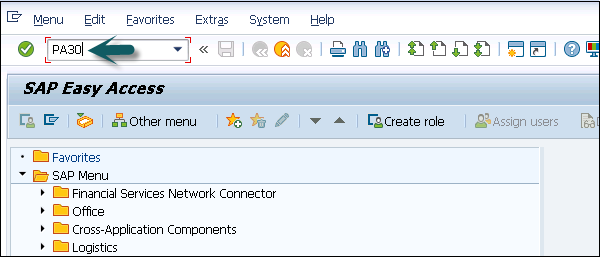 Menu Edit Favorites Extras System Help
PA30
SAP Easy Access
Other menu Create role Assign users
Favorites
SAP Menu
Financial Services Network Connector
Office
Cross-Application Components
Logistics